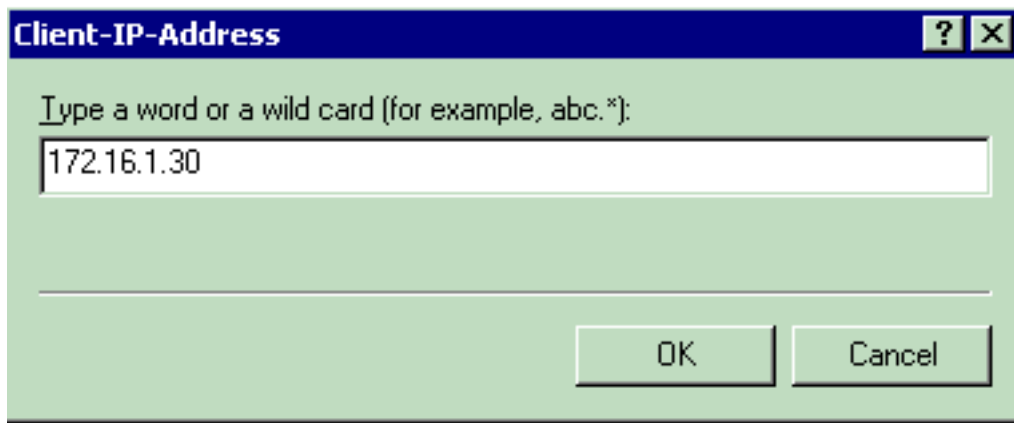 Client-IP-Address
Type a word or a wild card (for example, abc.*):
172.16.1.30
OK Cancel